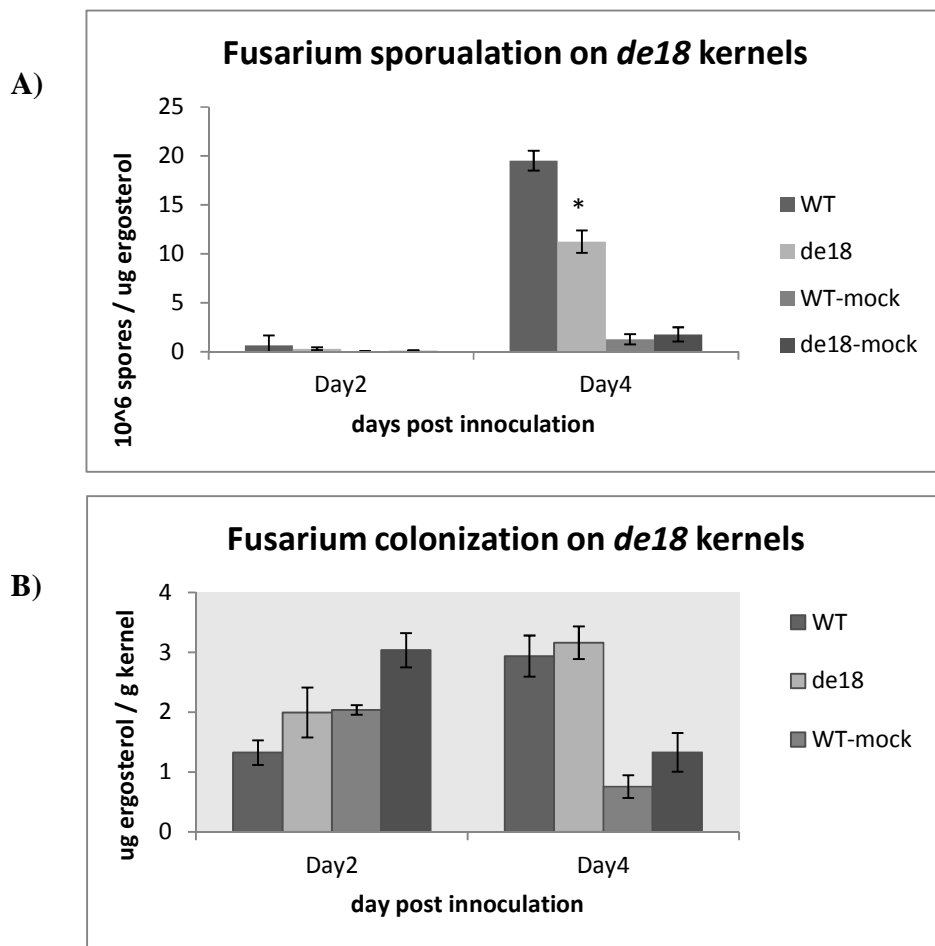 A)
Fusarium sporualation on de18 kernels
10^6 spores / ug ergosterol
25
20
15
10
5
0
*
Day2
Day4
days post innoculation
WT
de18
WT-mock
de18-mock
B)
Fusarium colonization on de18 kernels
ug ergosterol / g kernel
4
3
2
1
0
Day2
Day4
day post innoculation
WT
de18
WT-mock